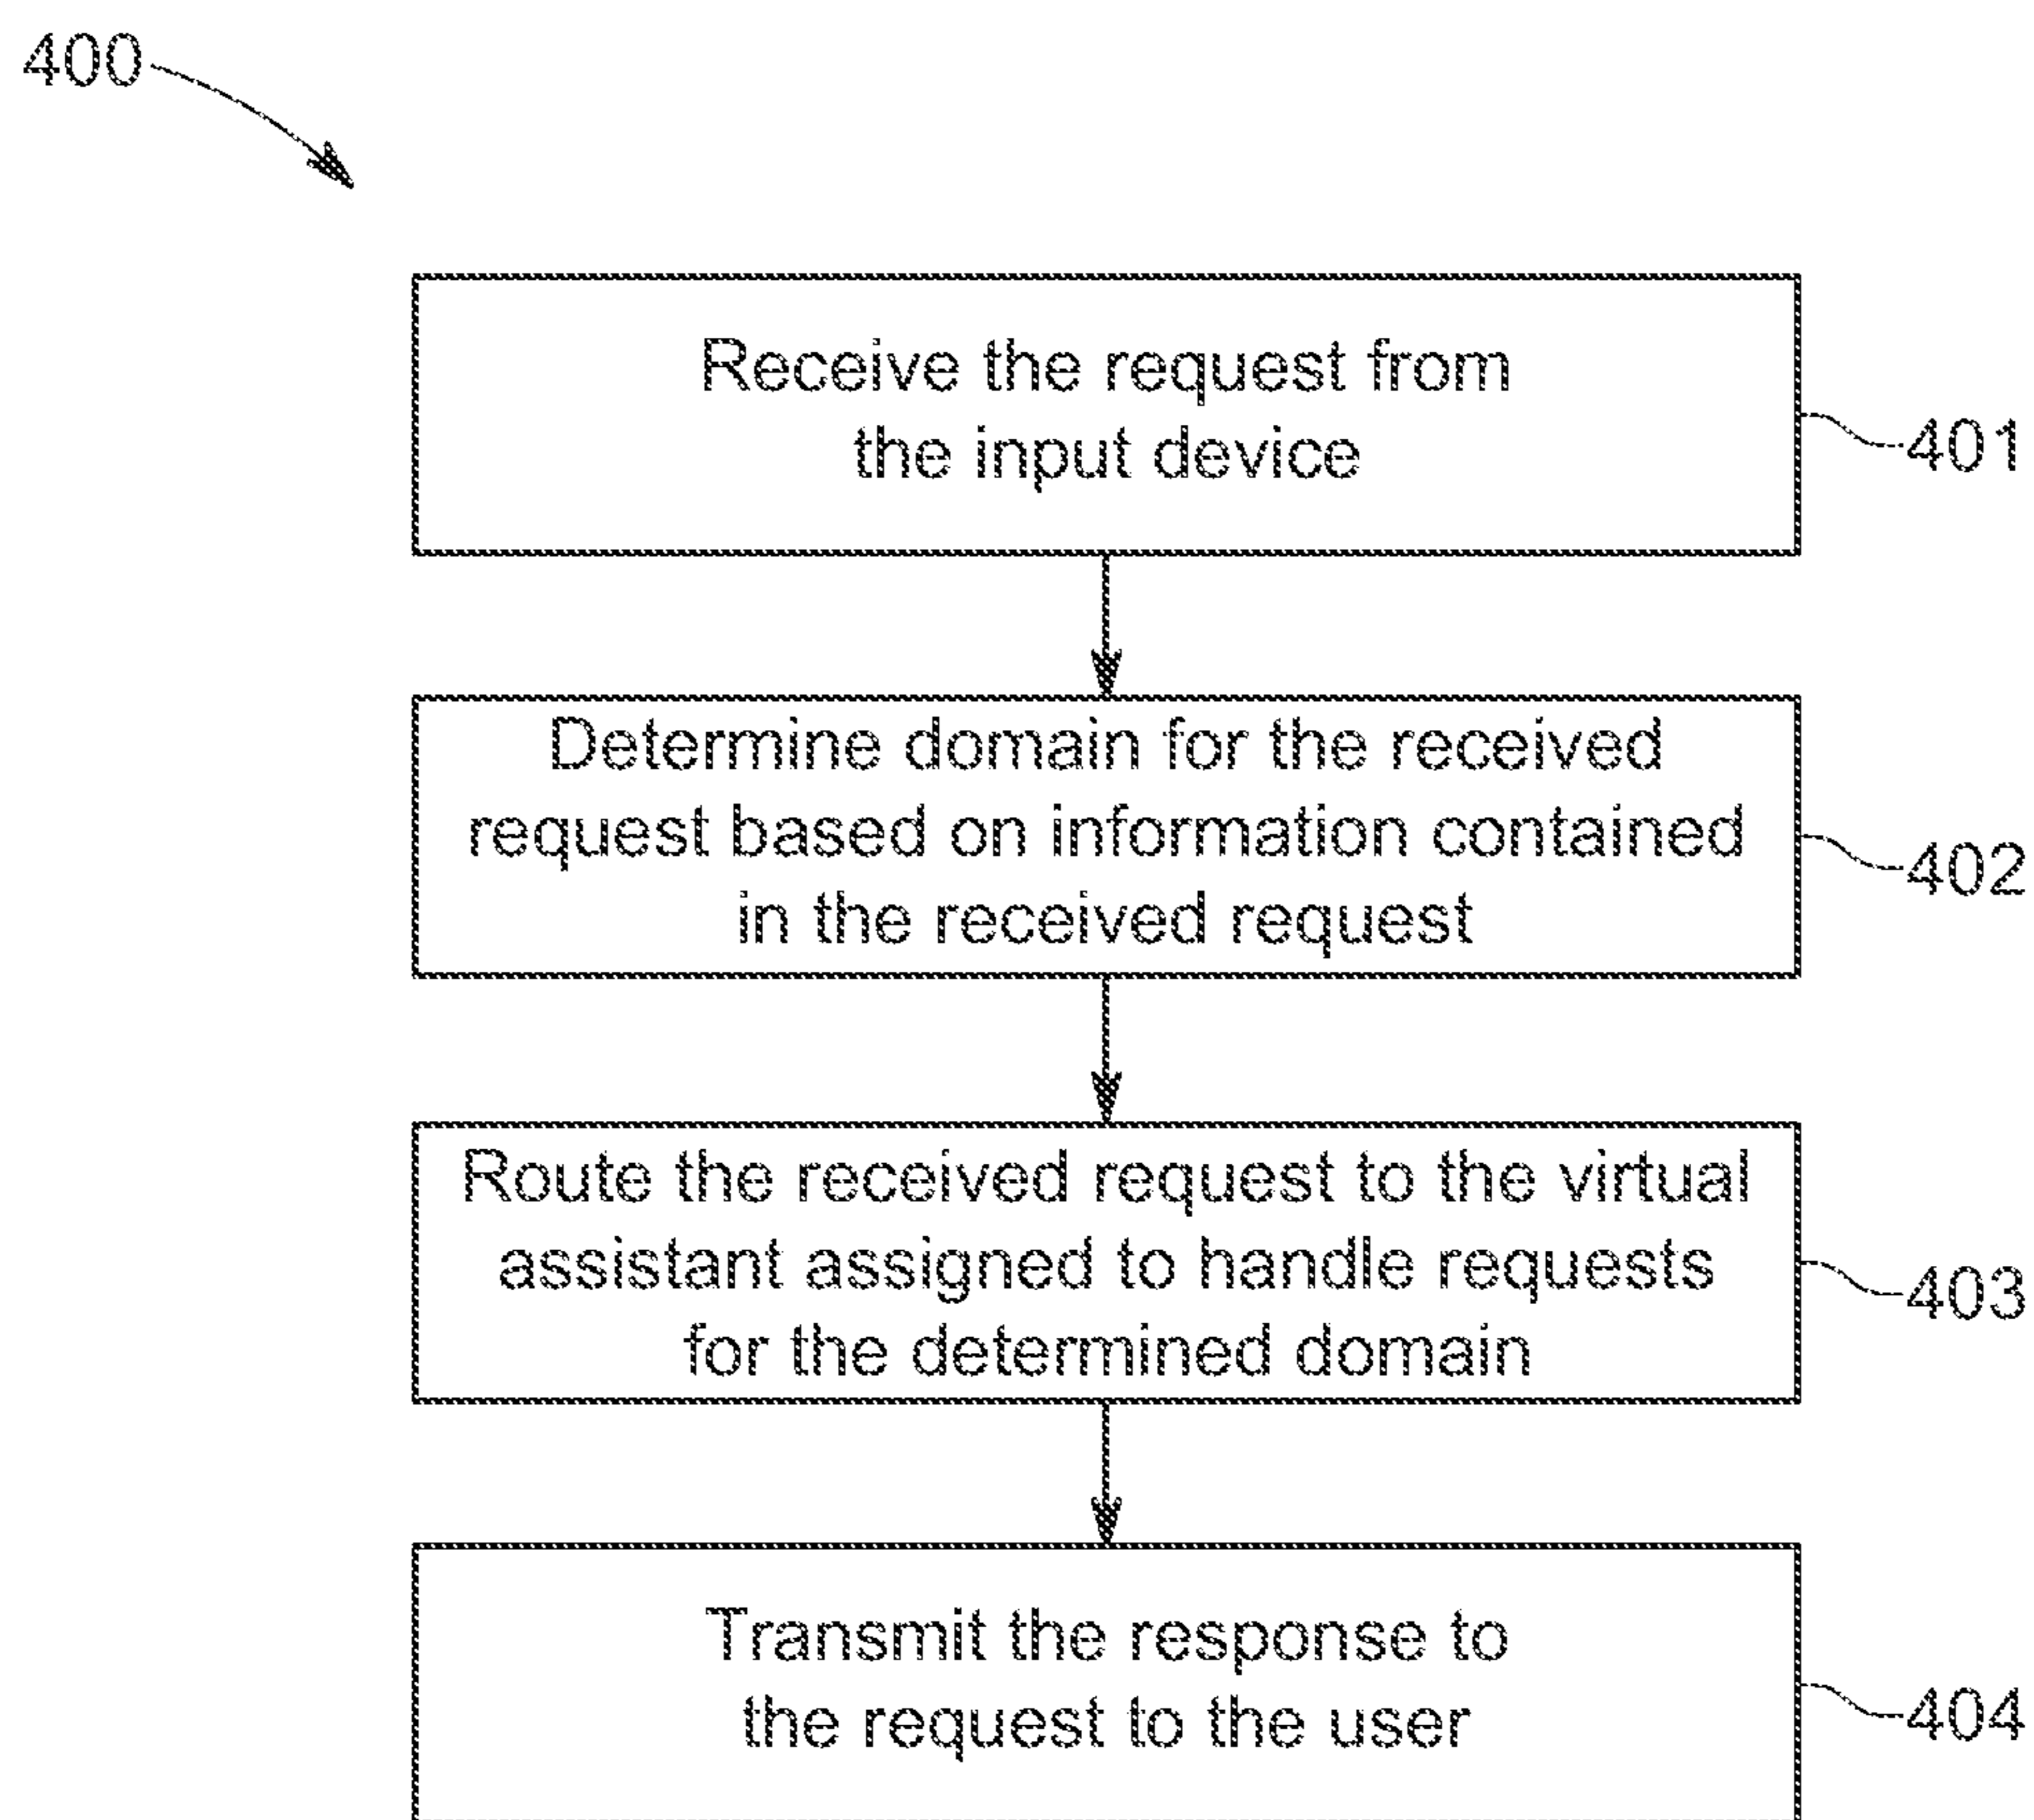 400
Receive the request from
the input device
401
Determine domain for the received
request based on information contained
in the received request
402
Route the received request to the virtual
assistant assigned to handle requests
for the determined domain
403
Transmit the response to
the request to the user
404